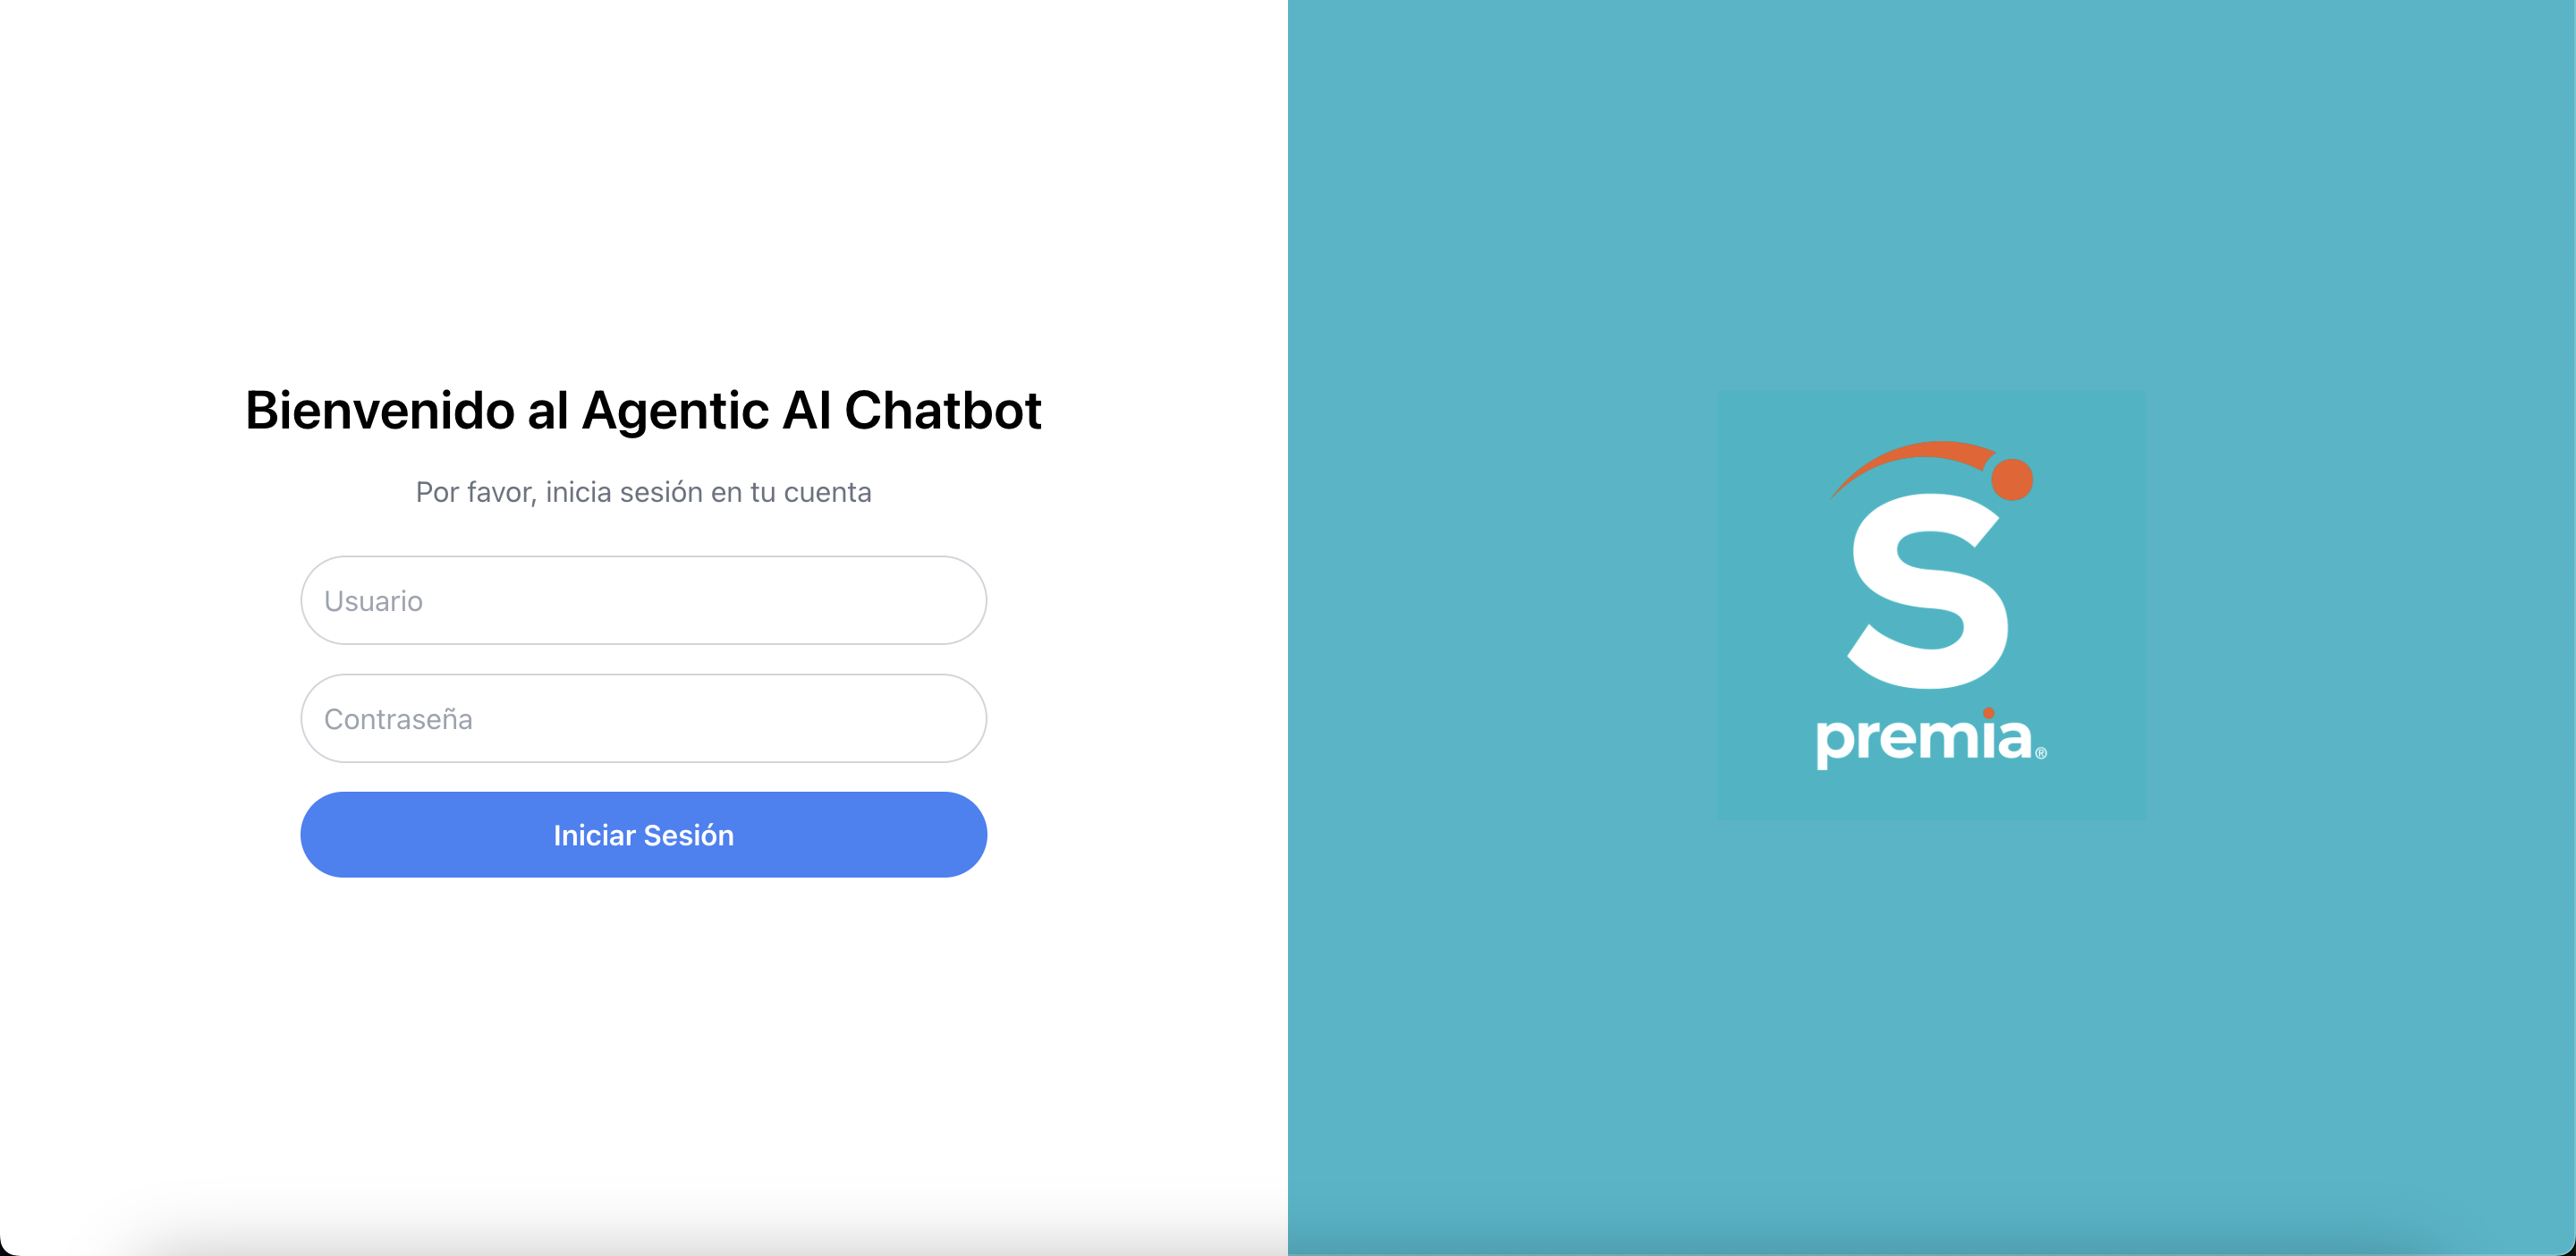 Bienvenido al Agentic AI Chatbot
Por favor, inicia sesión en tu cuenta
Usuario
Contraseña
Iniciar Sesión
S
premia®